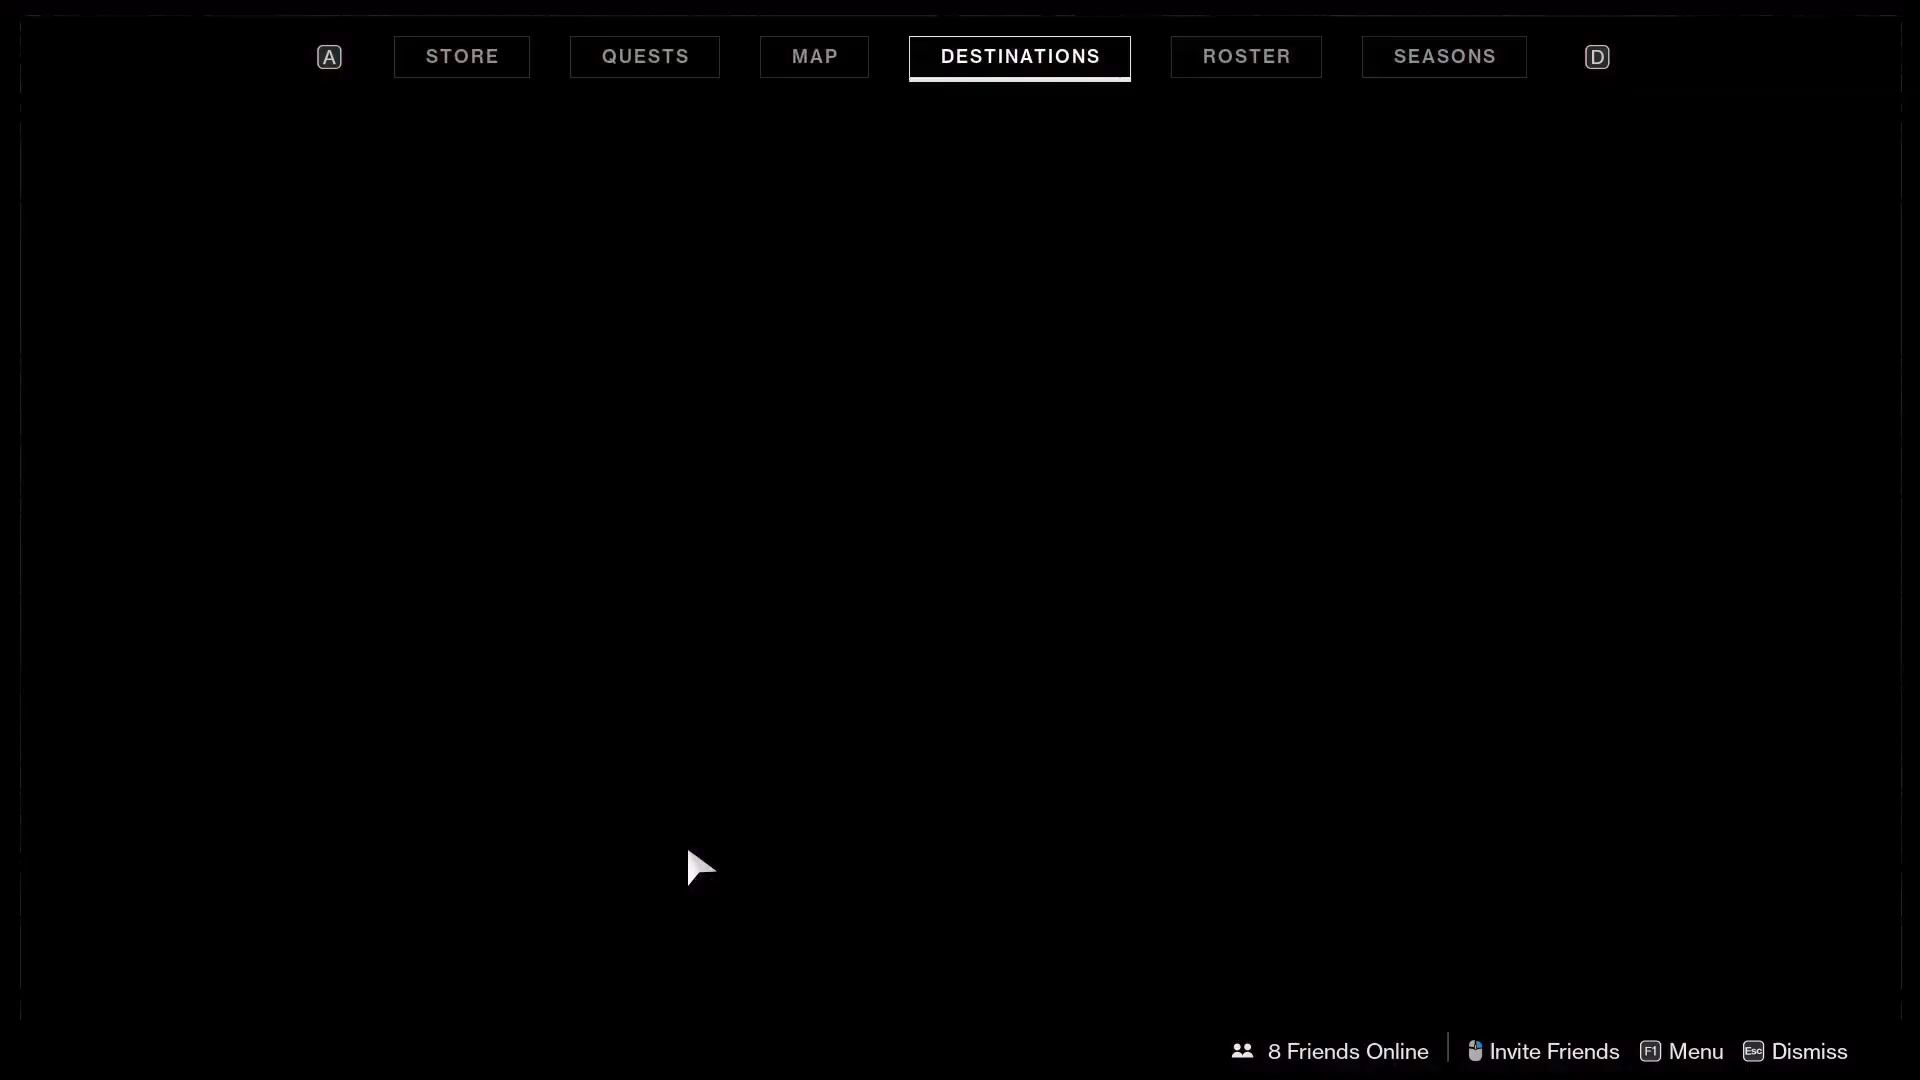 A STORE QUESTS MAP DESTINATIONS ROSTER SEASONS D
8 Friends Online Invite Friends F1 Menu Esc Dismiss